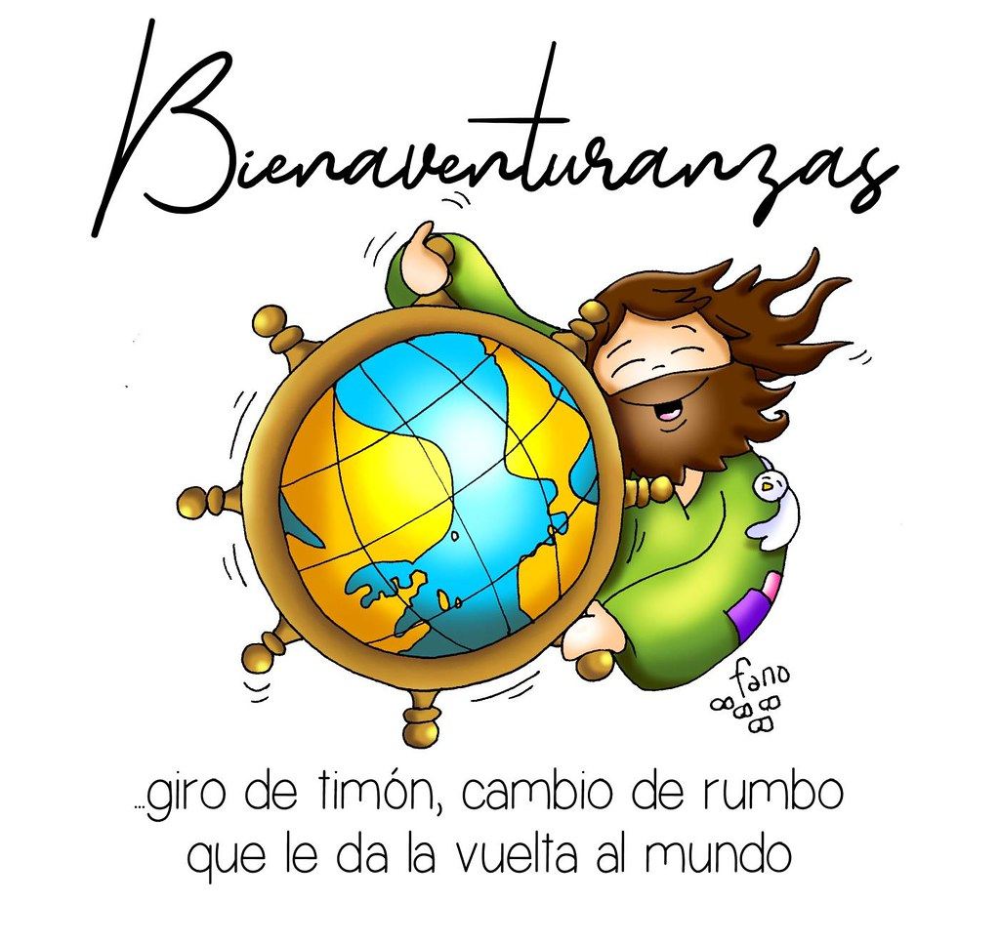 Bienaventuranzas
fano
...giro de timón, cambio de rumbo
que le da la vuelta al mundo